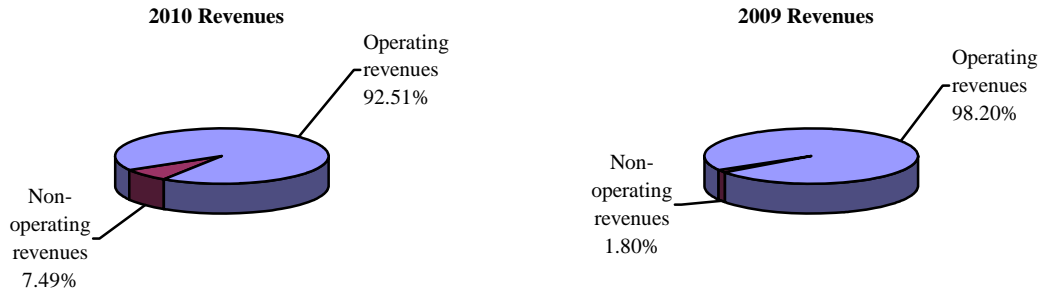 2010 Revenues
Operating
revenues
92.51%
Non-
operating
revenues
7.49%
2009 Revenues
Operating
revenues
98.20%
Non-
operating
revenues
1.80%